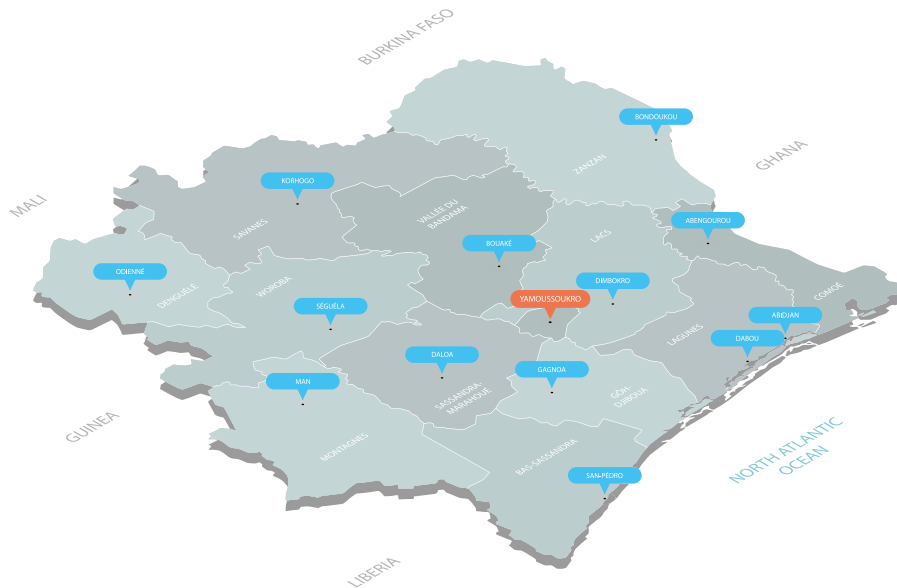 BURKINA FASO
BONDOUKOU
GHANA
ZANZAN
KORHOGO
MALI
VALLÉE DU
BANDAMA
ABENGOUROU
SAVANES
LACS
BOUAKÉ
ODIENNÉ
DENGUÉLÉ
WOROBA
DIMBOKRO
COMOÉ
YAMOUSSOUKRO
SÉGUÉLA
ABIDJAN
LAGUNES
DABOU
DALOA
GAGNOA
MAN
SASSANDRA-
MARAHOUÉ
GÔH-
DJIBOUA
GUINEA
MONTAGNES
BAS-SASSANDRA
NORTH ATLANTIC
OCEAN
SAN-PÉDRO
LIBERIA